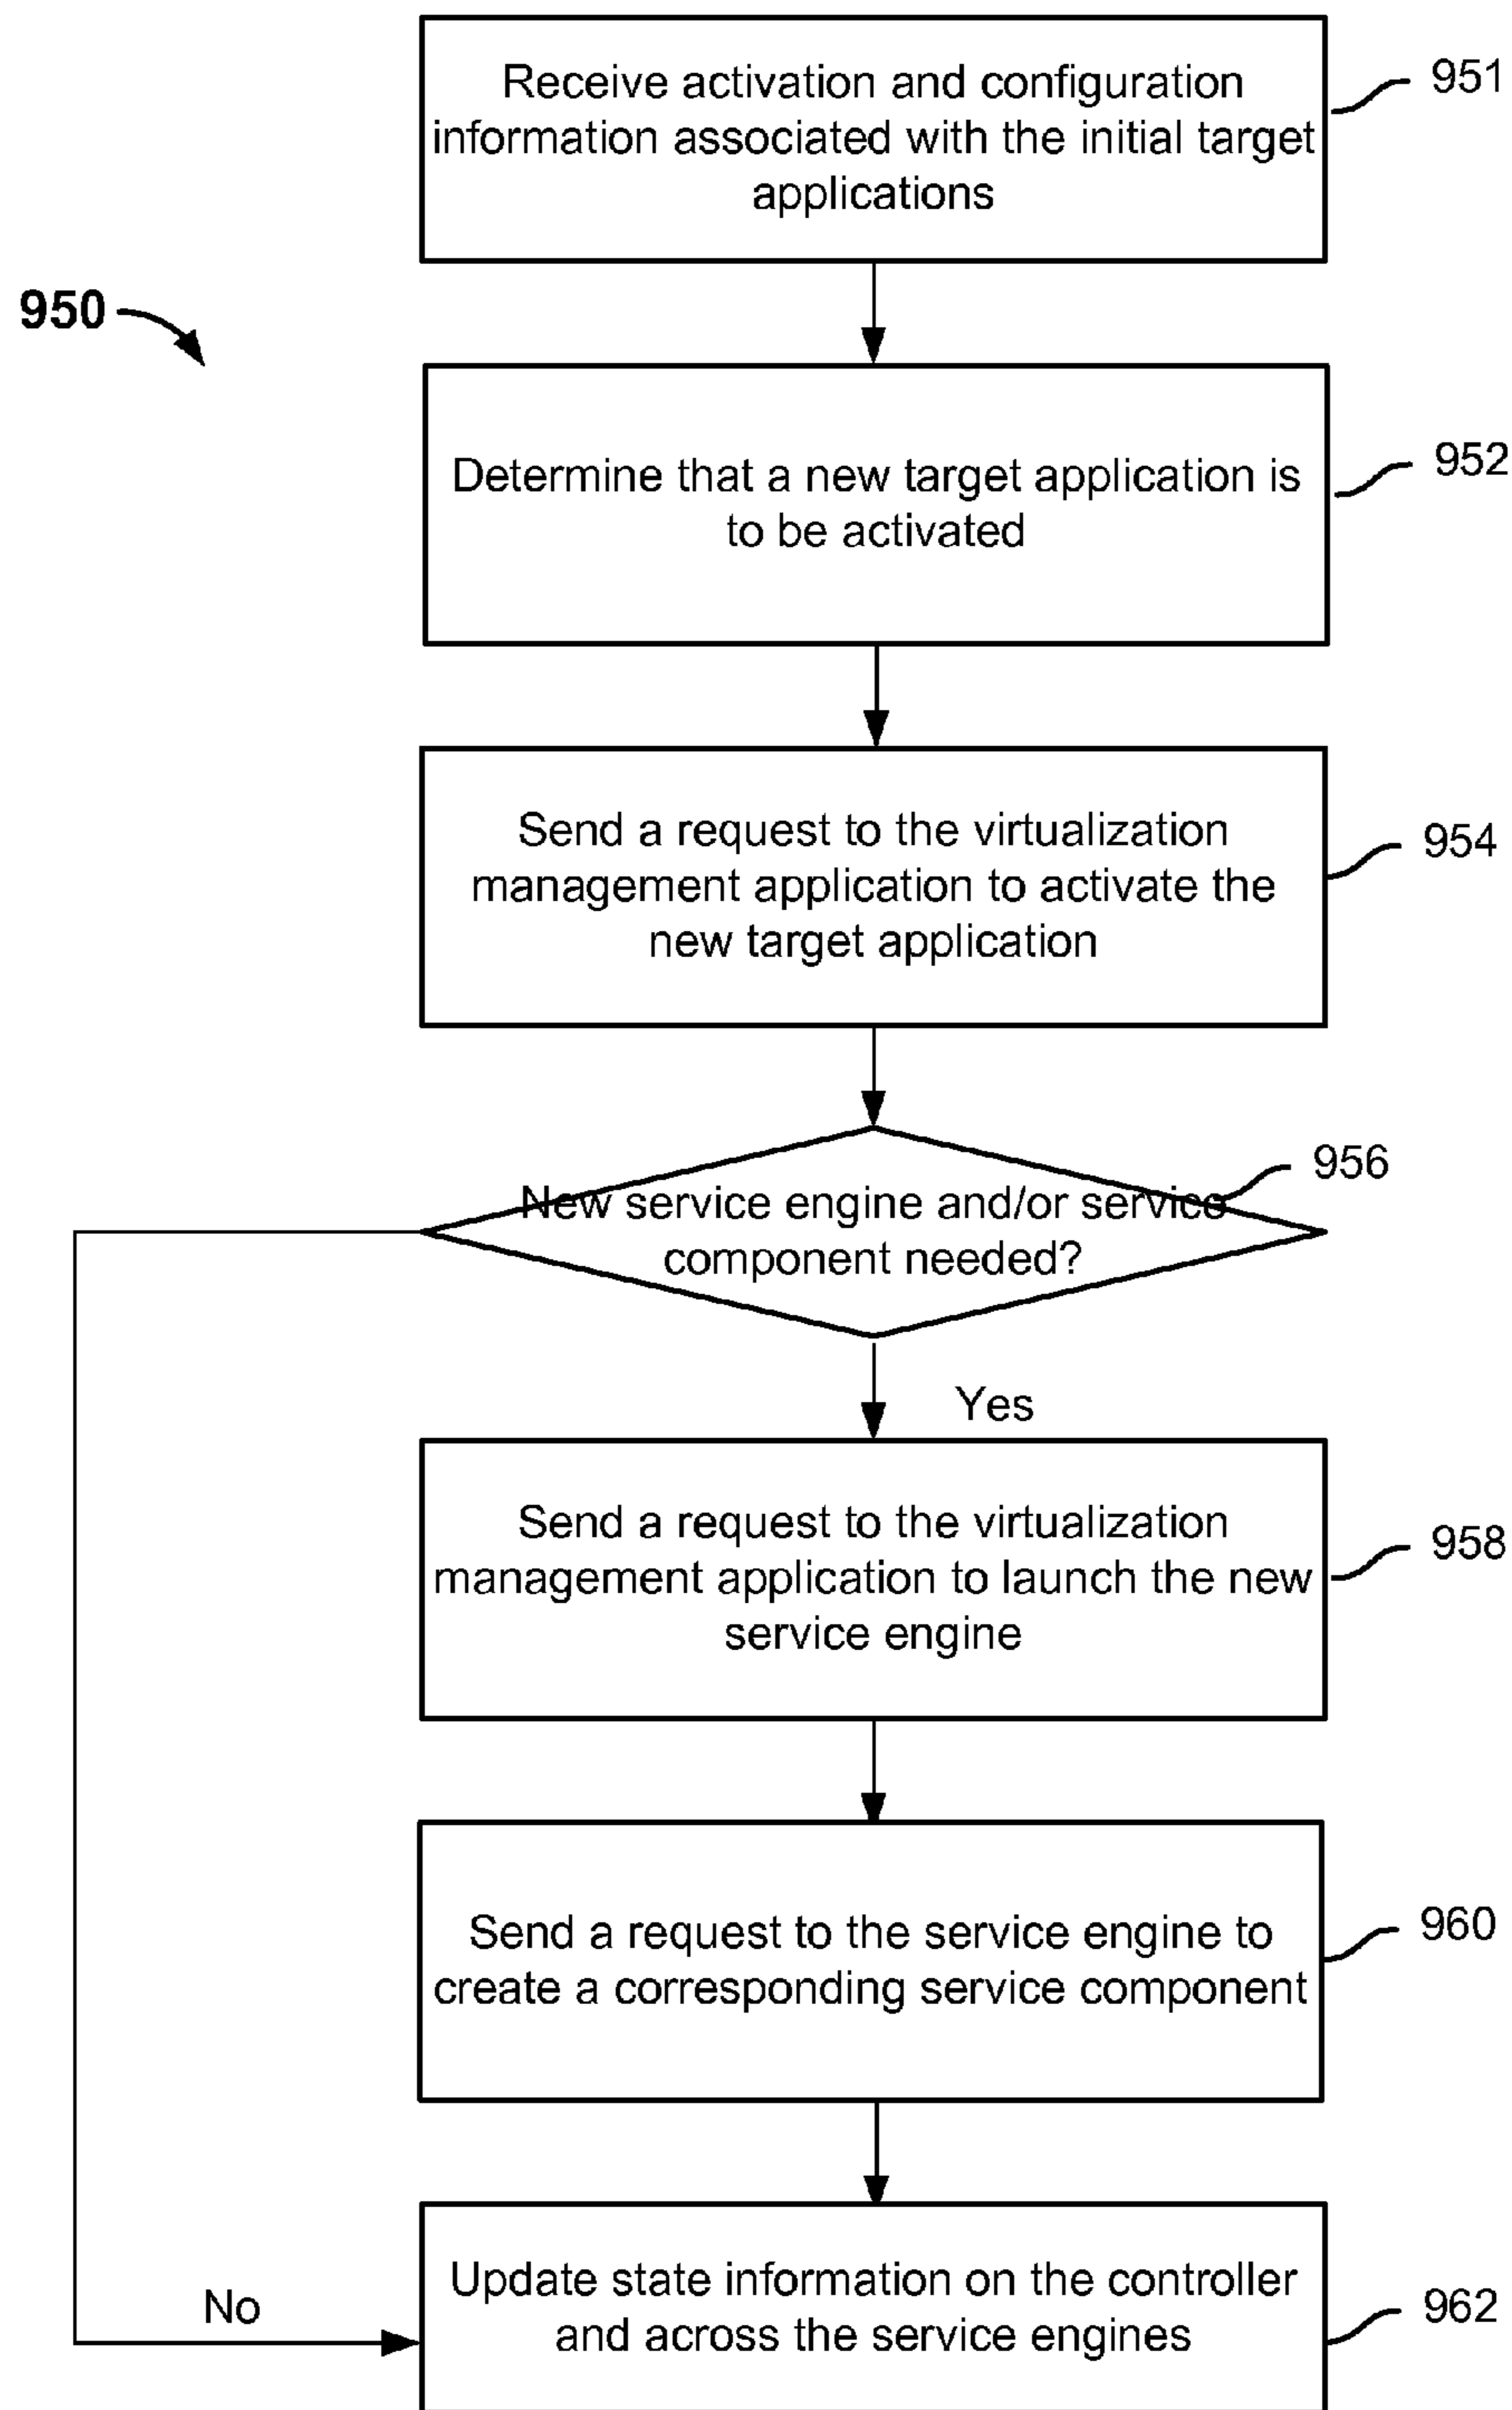 Receive activation and configuration
information associated with the initial target
applications
951
950
Determine that a new target application is
to be activated
952
Send a request to the virtualization
management application to activate the
new target application
954
956
New service engine and/or service
component needed?
Yes
Send a request to the virtualization
management application to launch the new
service engine
958
Send a request to the service engine to
create a corresponding service component
960
Update state information on the controller
and across the service engines
962
No